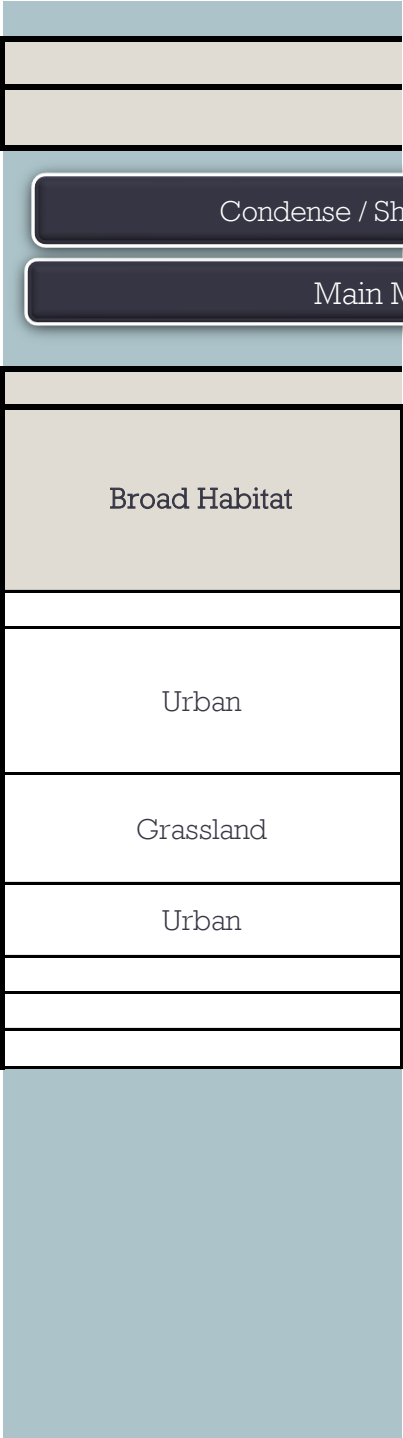 Condense / Sh
Main
Broad Habitat
Urban
Grassland
Urban